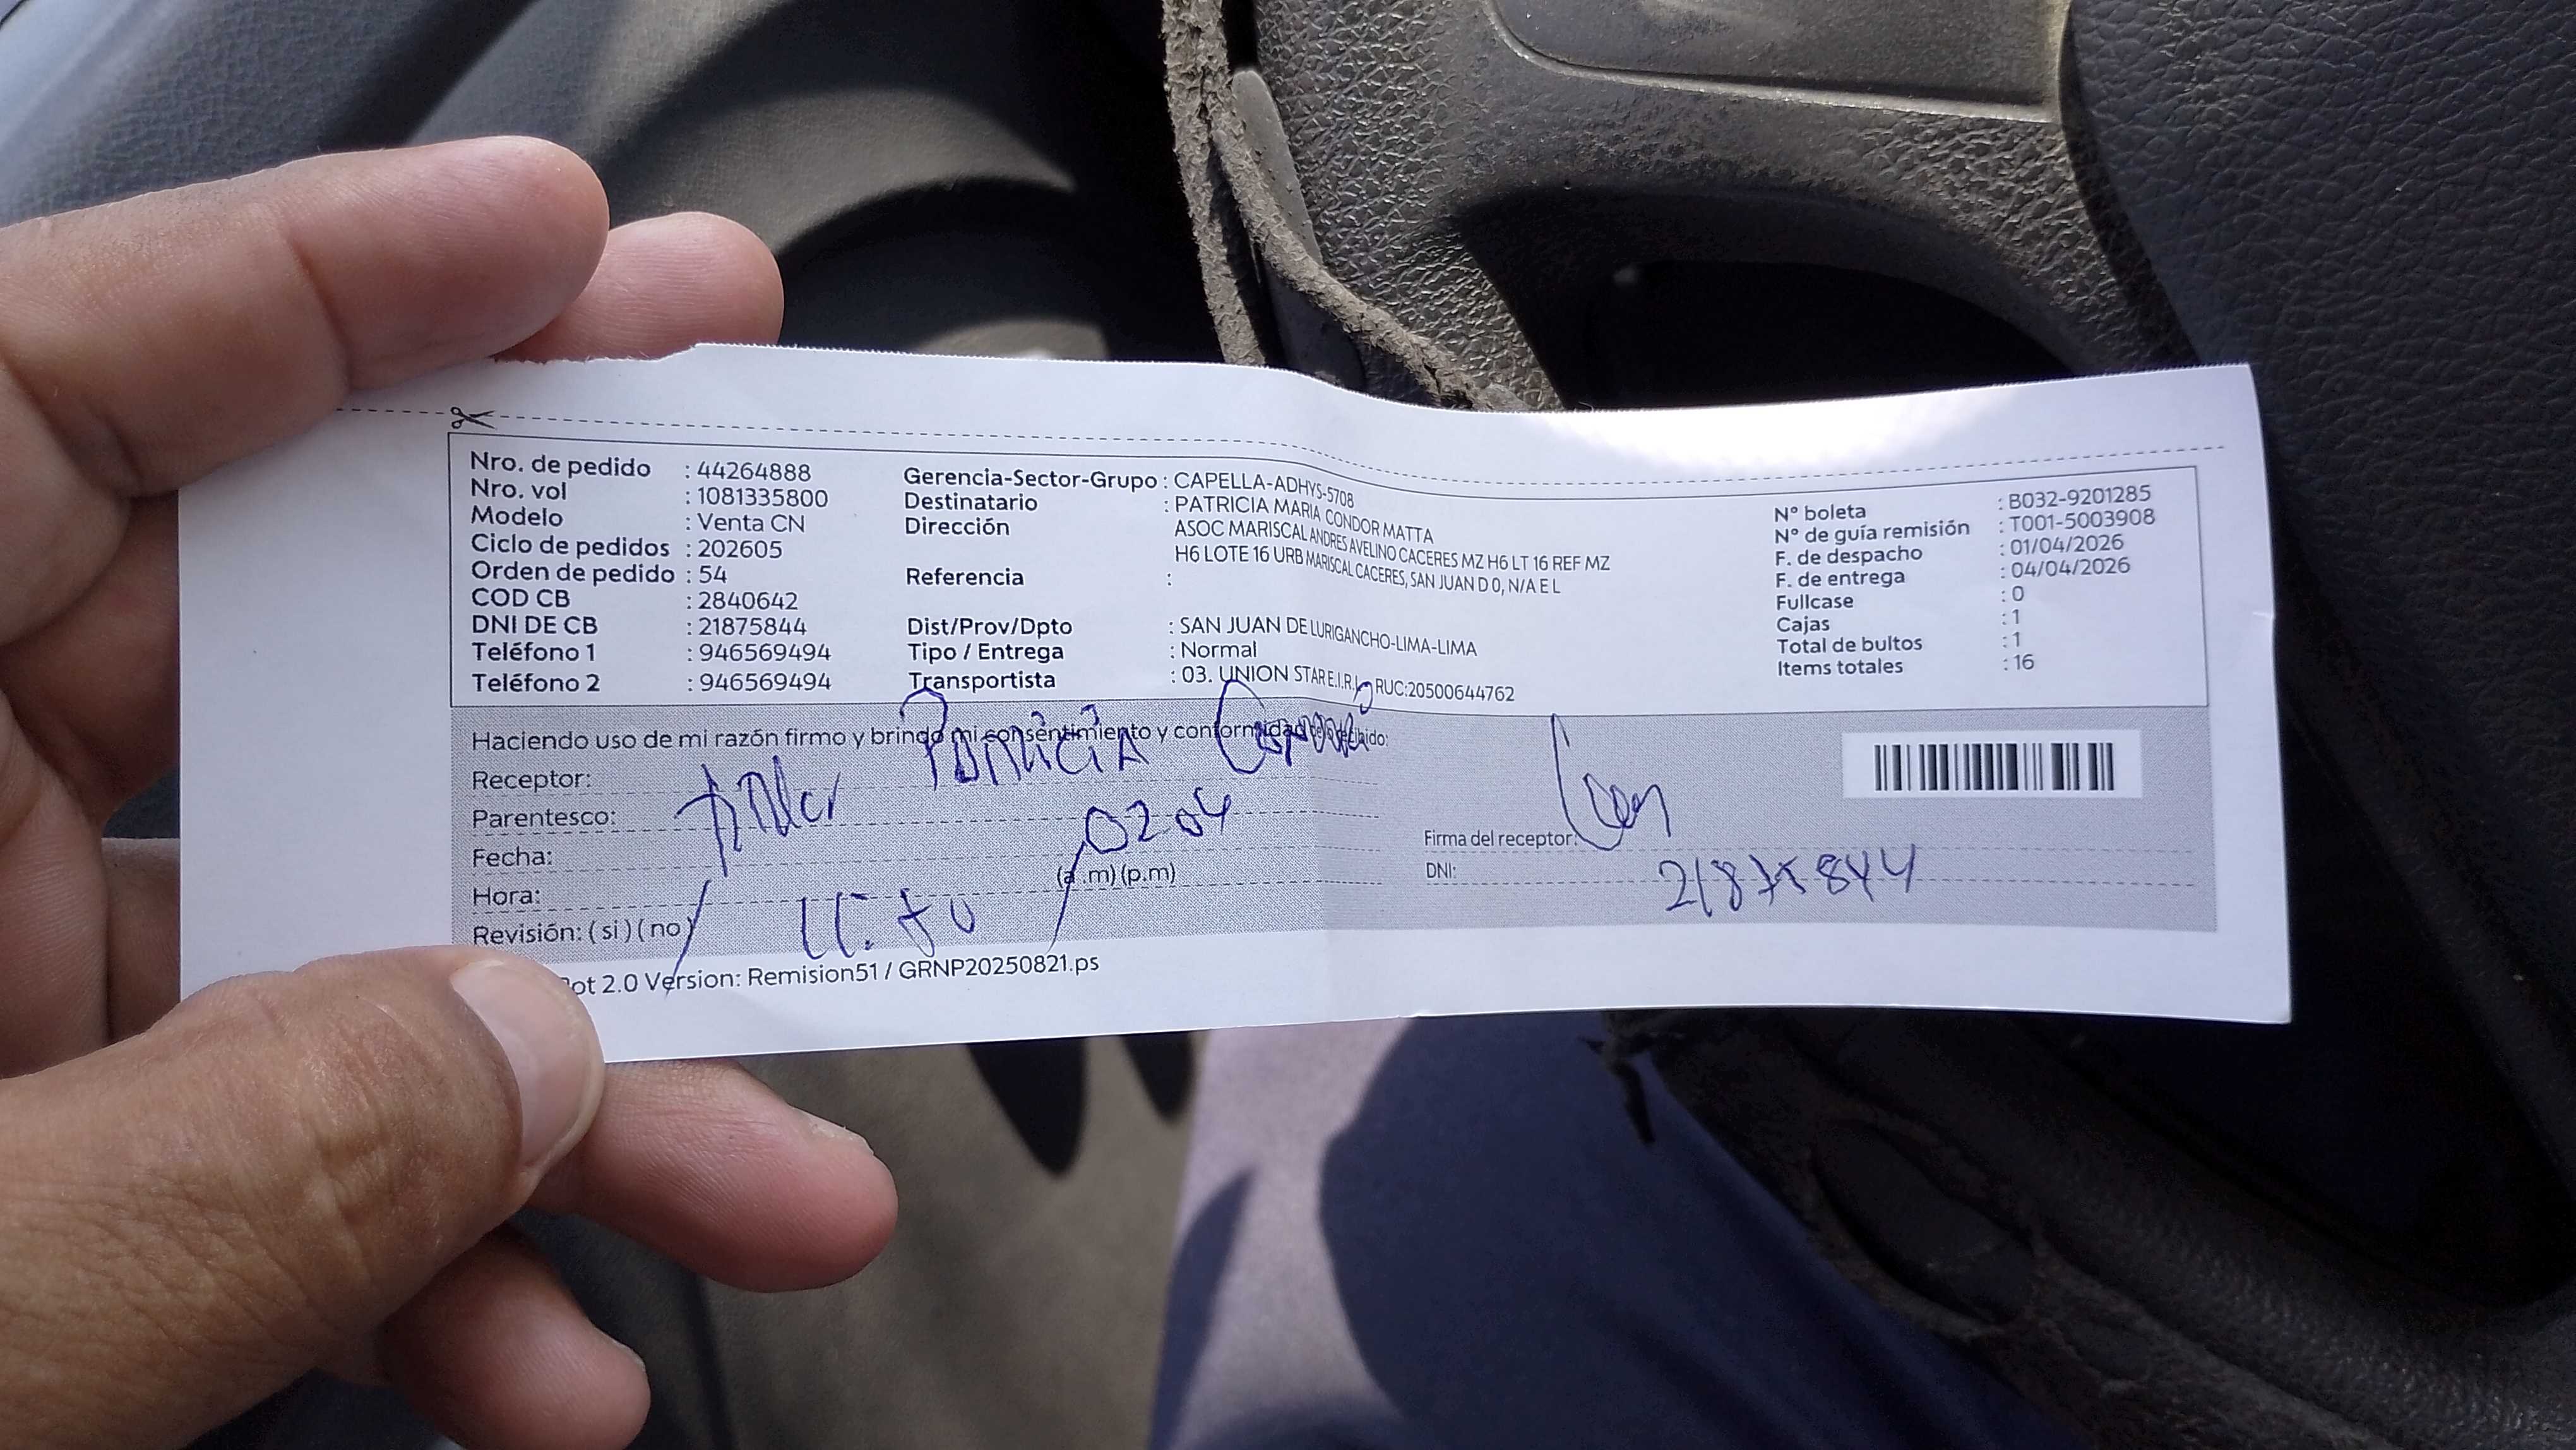 Nro. de pedido : 44264888
Nro. vol : 1081335800
Modelo : Venta CN
Ciclo de pedidos : 202605
Orden de pedido : 54
COD CB : 2840642
DNI DE CB : 21875844
Teléfono 1 : 946569494
Teléfono 2 : 946569494
Gerencia-Sector-Grupo : CAPELLA-ADHYS-5708
Destinatario : PATRICIA MARIA CONDOR MATTA
Dirección ASOC MARISCAL ANDRES AVELINO CACERES MZ H6 LT 16 REF MZ
H6 LOTE 16 URB MARISCAL CACERES, SAN JUAN D 0, N/A E L
Referencia :
Dist/Prov/Dpto : SAN JUAN DE LURIGANCHO-LIMA-LIMA
Tipo / Entrega : Normal
Transportista : 03. UNION STAR E.I.R.L. RUC:20500644762
N° boleta : B032-9201285
N° de guía remisión : T001-5003908
F. de despacho : 01/04/2026
F. de entrega : 04/04/2026
Fullcase : 0
Cajas : 1
Total de bultos : 1
Items totales : 16
Haciendo uso de mi razón firmo y brindo mi consentimiento y conformidad de recibido:
Receptor: Patricia
Parentesco:
Fecha: 02 04
Hora: (a.m) (p.m)
Revisión: ( si ) ( no )
Firma del receptor:
DNI: 21875844
ot 2.0 Version: Remision51 / GRNP20250821.ps